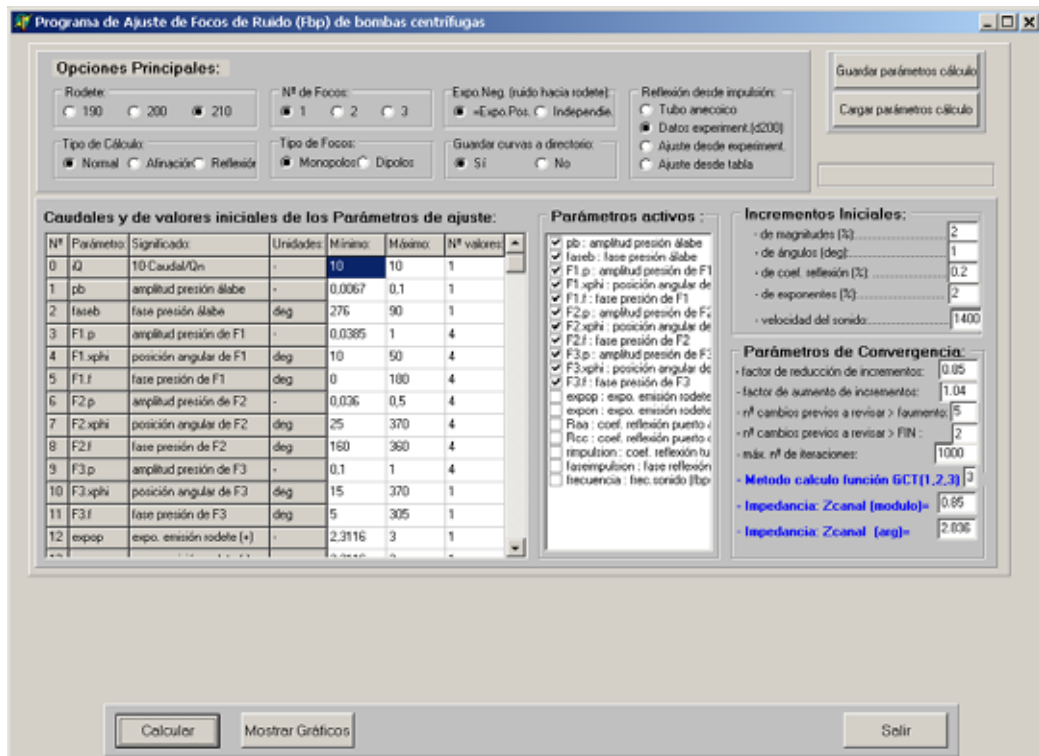 Programa de Ajuste de Focos de Ruido (Fbp) de bombas centrífugas
Opciones Principales:
Rodete:
190 200 210
Nº de Focos:
1 2 3
Expo.Neg. (ruido hacia rodete):
=Expo.Pos. Independie.
Reflexión desde impulsión:
Tubo anecoico
Datos experiment.(d200)
Ajuste desde experiment.
Ajuste desde tabla
Tipo de Cálculo:
Normal Afinación Reflexión
Tipo de Focos:
Monopolos Dipolos
Guardar curvas a directorio:
Sí No
Guardar parámetros cálculo
Cargar parámetros cálculo
Caudales y de valores iniciales de los Parámetros de ajuste:
Nº Parámetro: Significado: Unidades: Mínimo: Máximo: Nº valores:
0 iQ 10·Caudal/Qn - 10 10 1
1 pb amplitud presión álabe - 0,0067 0,1 1
2 faseb fase presión álabe deg 276 90 1
3 F1.p amplitud presión de F1 - 0,0385 1 4
4 F1.xphi posición angular de F1 deg 10 50 4
5 F1.f fase presión de F1 deg 0 180 4
6 F2.p amplitud presión de F2 - 0,036 0,5 4
7 F2.xphi posición angular de F2 deg 25 370 4
8 F2.f fase presión de F2 deg 160 360 4
9 F3.p amplitud presión de F3 - 0,1 1 4
10 F3.xphi posición angular de F3 deg 15 370 1
11 F3.f fase presión de F3 deg 5 305 1
12 expop expo. emisión rodete (+) - 2,3116 3 1
Parámetros activos :
pb : amplitud presión álabe
faseb : fase presión álabe
F1.p : amplitud presión de F1
F1.xphi : posición angular de
F1.f : fase presión de F1
F2.p : amplitud presión de F2
F2.xphi : posición angular de
F2.f : fase presión de F2
F3.p : amplitud presión de F3
F3.xphi : posición angular de
F3.f : fase presión de F3
expop : expo. emisión rodete
expon : expo. emisión rodete
Raa : coef. reflexión puerto
Rcc : coef. reflexión puerto
rimpulsion : coef. reflexión tu
faseimpulsion : fase reflexión
frecuencia : frec.sonido (fbp
Incrementos Iniciales:
- de magnitudes (%): 2
- de ángulos (deg): 1
- de coef. reflexión (%): 0.2
- de exponentes (%): 2
- velocidad del sonido: 1400
Parámetros de Convergencia:
- factor de reducción de incrementos: 0.85
- factor de aumento de incrementos: 1.04
- nº cambios previos a revisar > faumento: 5
- nº cambios previos a revisar > FIN : 2
- máx. nº de iteraciones: 1000
- Metodo calculo función GCT(1,2,3) 3
- Impedancia: Zcanal (modulo)= 0.85
- Impedancia: Zcanal (arg)= 2.036
Calcular
Mostrar Gráficos
Salir